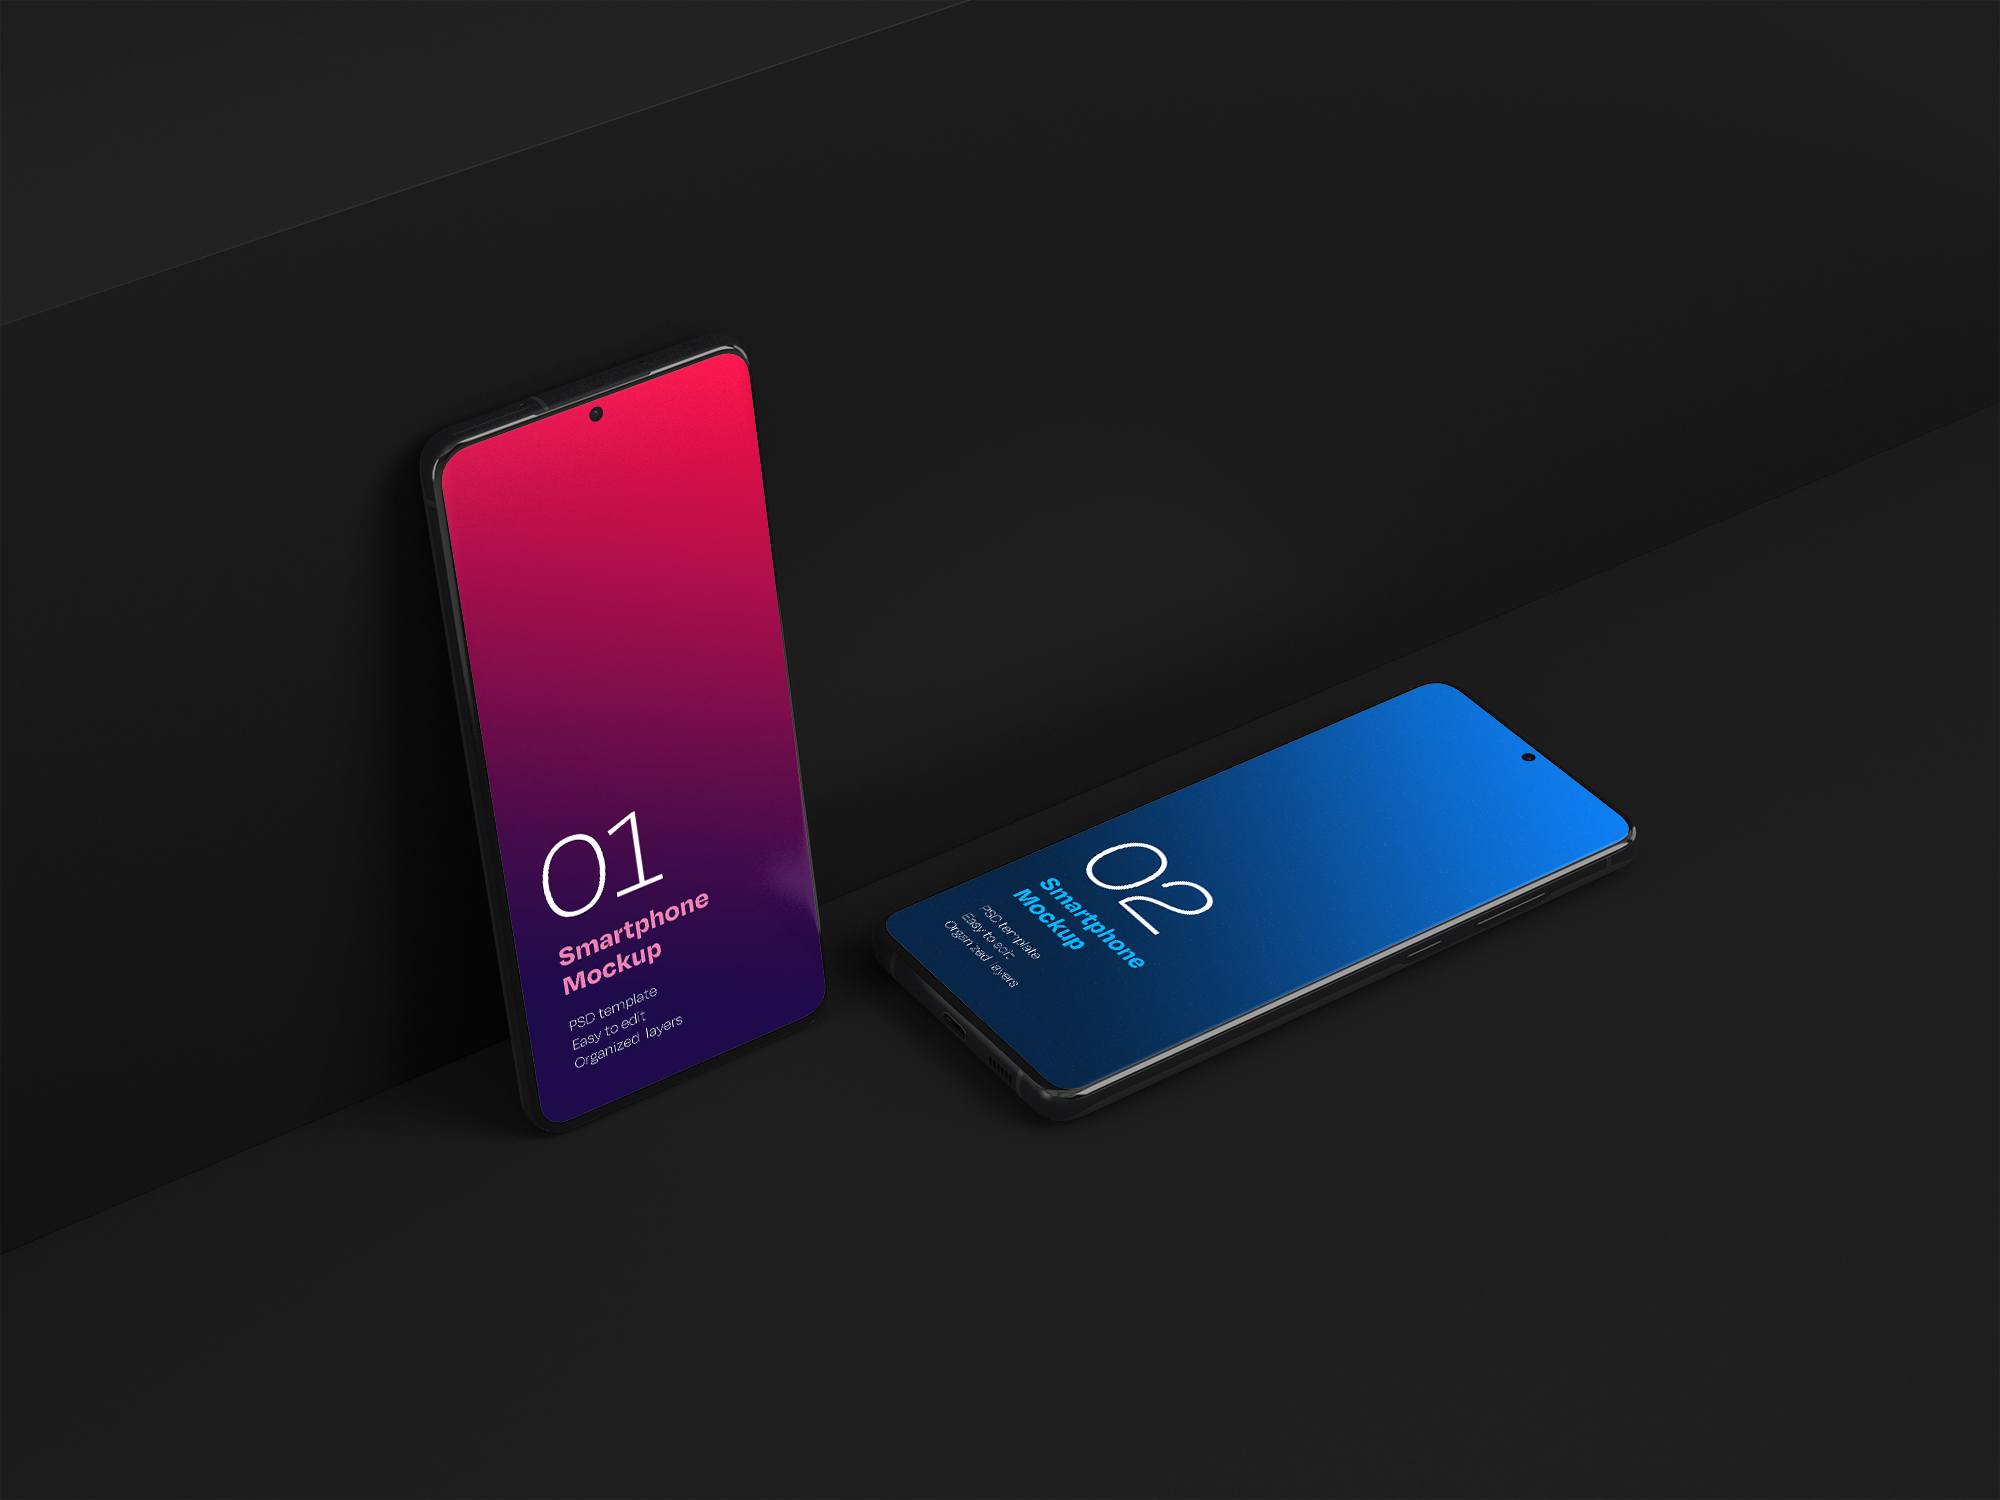 01
Smartphone
Mockup
PSD template
Easy to edit
Organized layers
02
Smartphone
Mockup
PSD template
Easy to edit
Organized layers